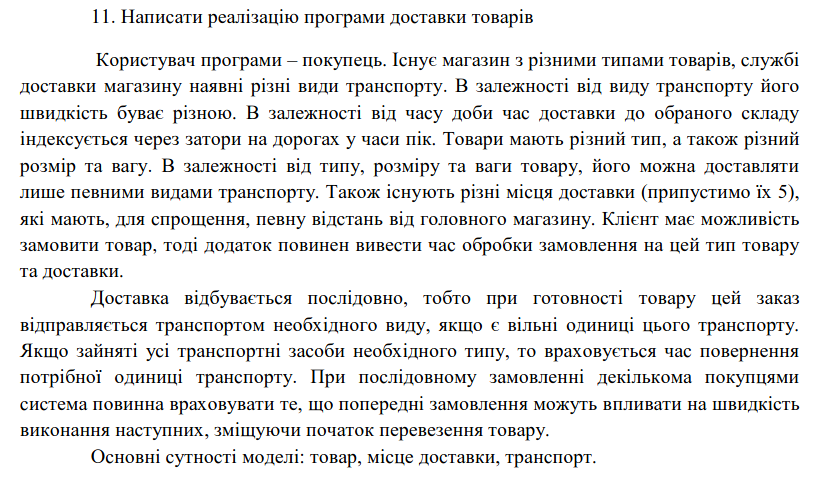 11. Написати реалізацію програми доставки товарів
Користувач програми – покупець. Існує магазин з різними типами товарів, службі
доставки магазину наявні різні види транспорту. В залежності від виду транспорту його
швидкість буває різною. В залежності від часу доби час доставки до обраного складу
індексується через затори на дорогах у часи пік. Товари мають різний тип, а також різний
розмір та вагу. В залежності від типу, розміру та ваги товару, його можна доставляти
лише певними видами транспорту. Також існують різні місця доставки (припустимо їх 5),
які мають, для спрощення, певну відстань від головного магазину. Клієнт має можливість
замовити товар, тоді додаток повинен вивести час обробки замовлення на цей тип товару
та доставки.
Доставка відбувається послідовно, тобто при готовності товару цей заказ
відправляється транспортом необхідного виду, якщо є вільні одиниці цього транспорту.
Якщо зайняті усі транспортні засоби необхідного типу, то враховується час повернення
потрібної одиниці транспорту. При послідовному замовленні декількома покупцями
система повинна враховувати те, що попередні замовлення можуть впливати на швидкість
виконання наступних, зміщуючи початок перевезення товару.
Основні сутності моделі: товар, місце доставки, транспорт.